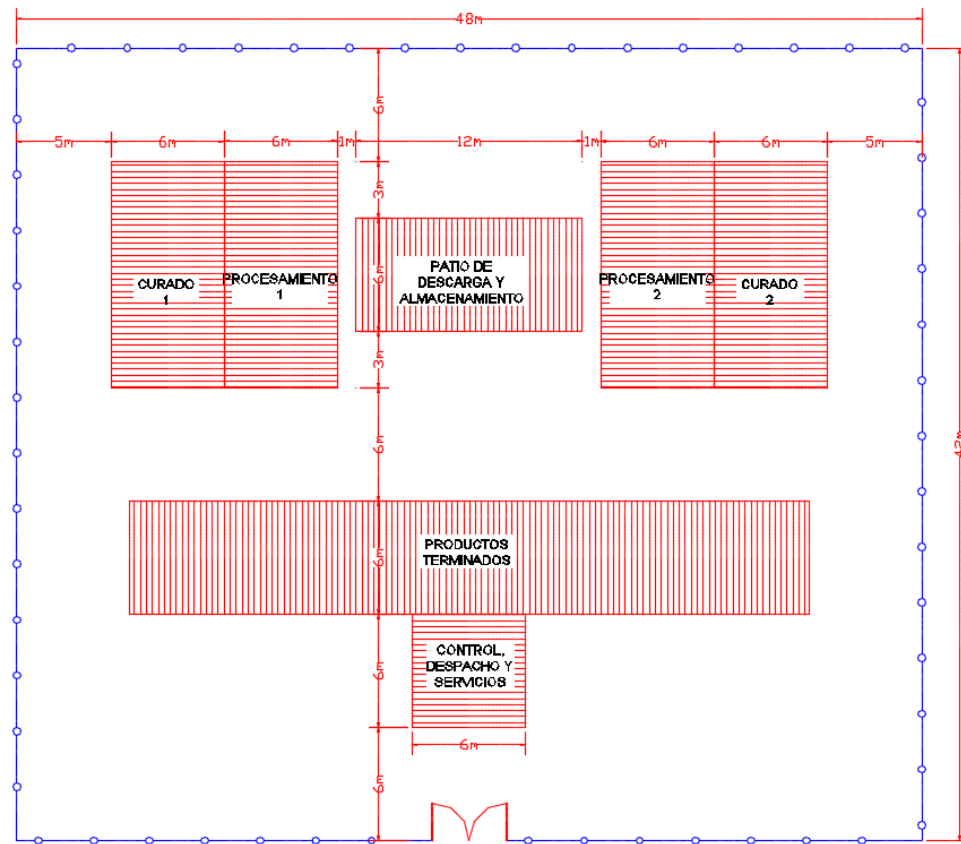 48m
6m
5m
6m
6m
1m
12m
1m
6m
6m
5m
3m
CURADO
1
PROCESAMIENTO
1
6m
PATIO DE
DESCARGA Y
ALMACENAMIENTO
PROCESAMIENTO
2
CURADO
2
3m
6m
42m
6m
PRODUCTOS
TERMINADOS
6m
CONTROL,
DESPACHO Y
SERVICIOS
6m
6m